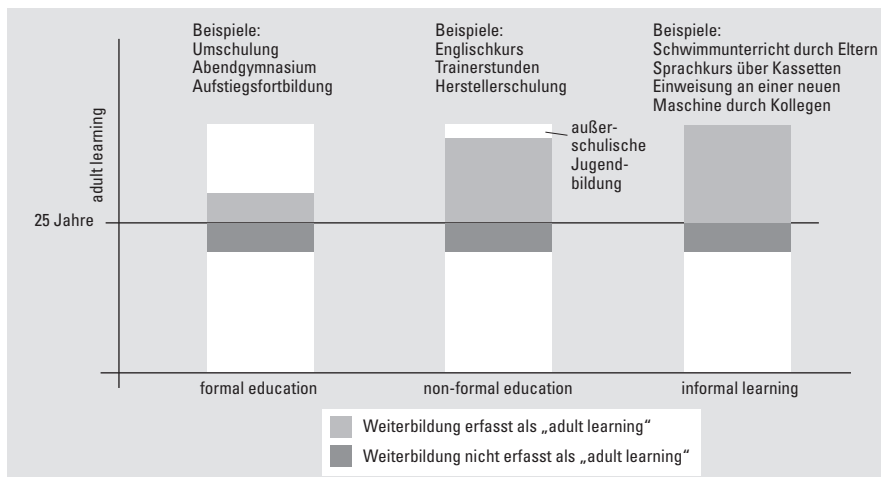 Beispiele:
Umschulung
Abendgymnasium
Aufstiegsfortbildung
Beispiele:
Englischkurs
Trainerstunden
Herstellerschulung
Beispiele:
Schwimmunterricht durch Eltern
Sprachkurs über Kassetten
Einweisung an einer neuen
Maschine durch Kollegen
adult learning
außer-
schulische
Jugend-
bildung
25 Jahre
formal education
non-formal education
informal learning
Weiterbildung erfasst als „adult learning“
Weiterbildung nicht erfasst als „adult learning“